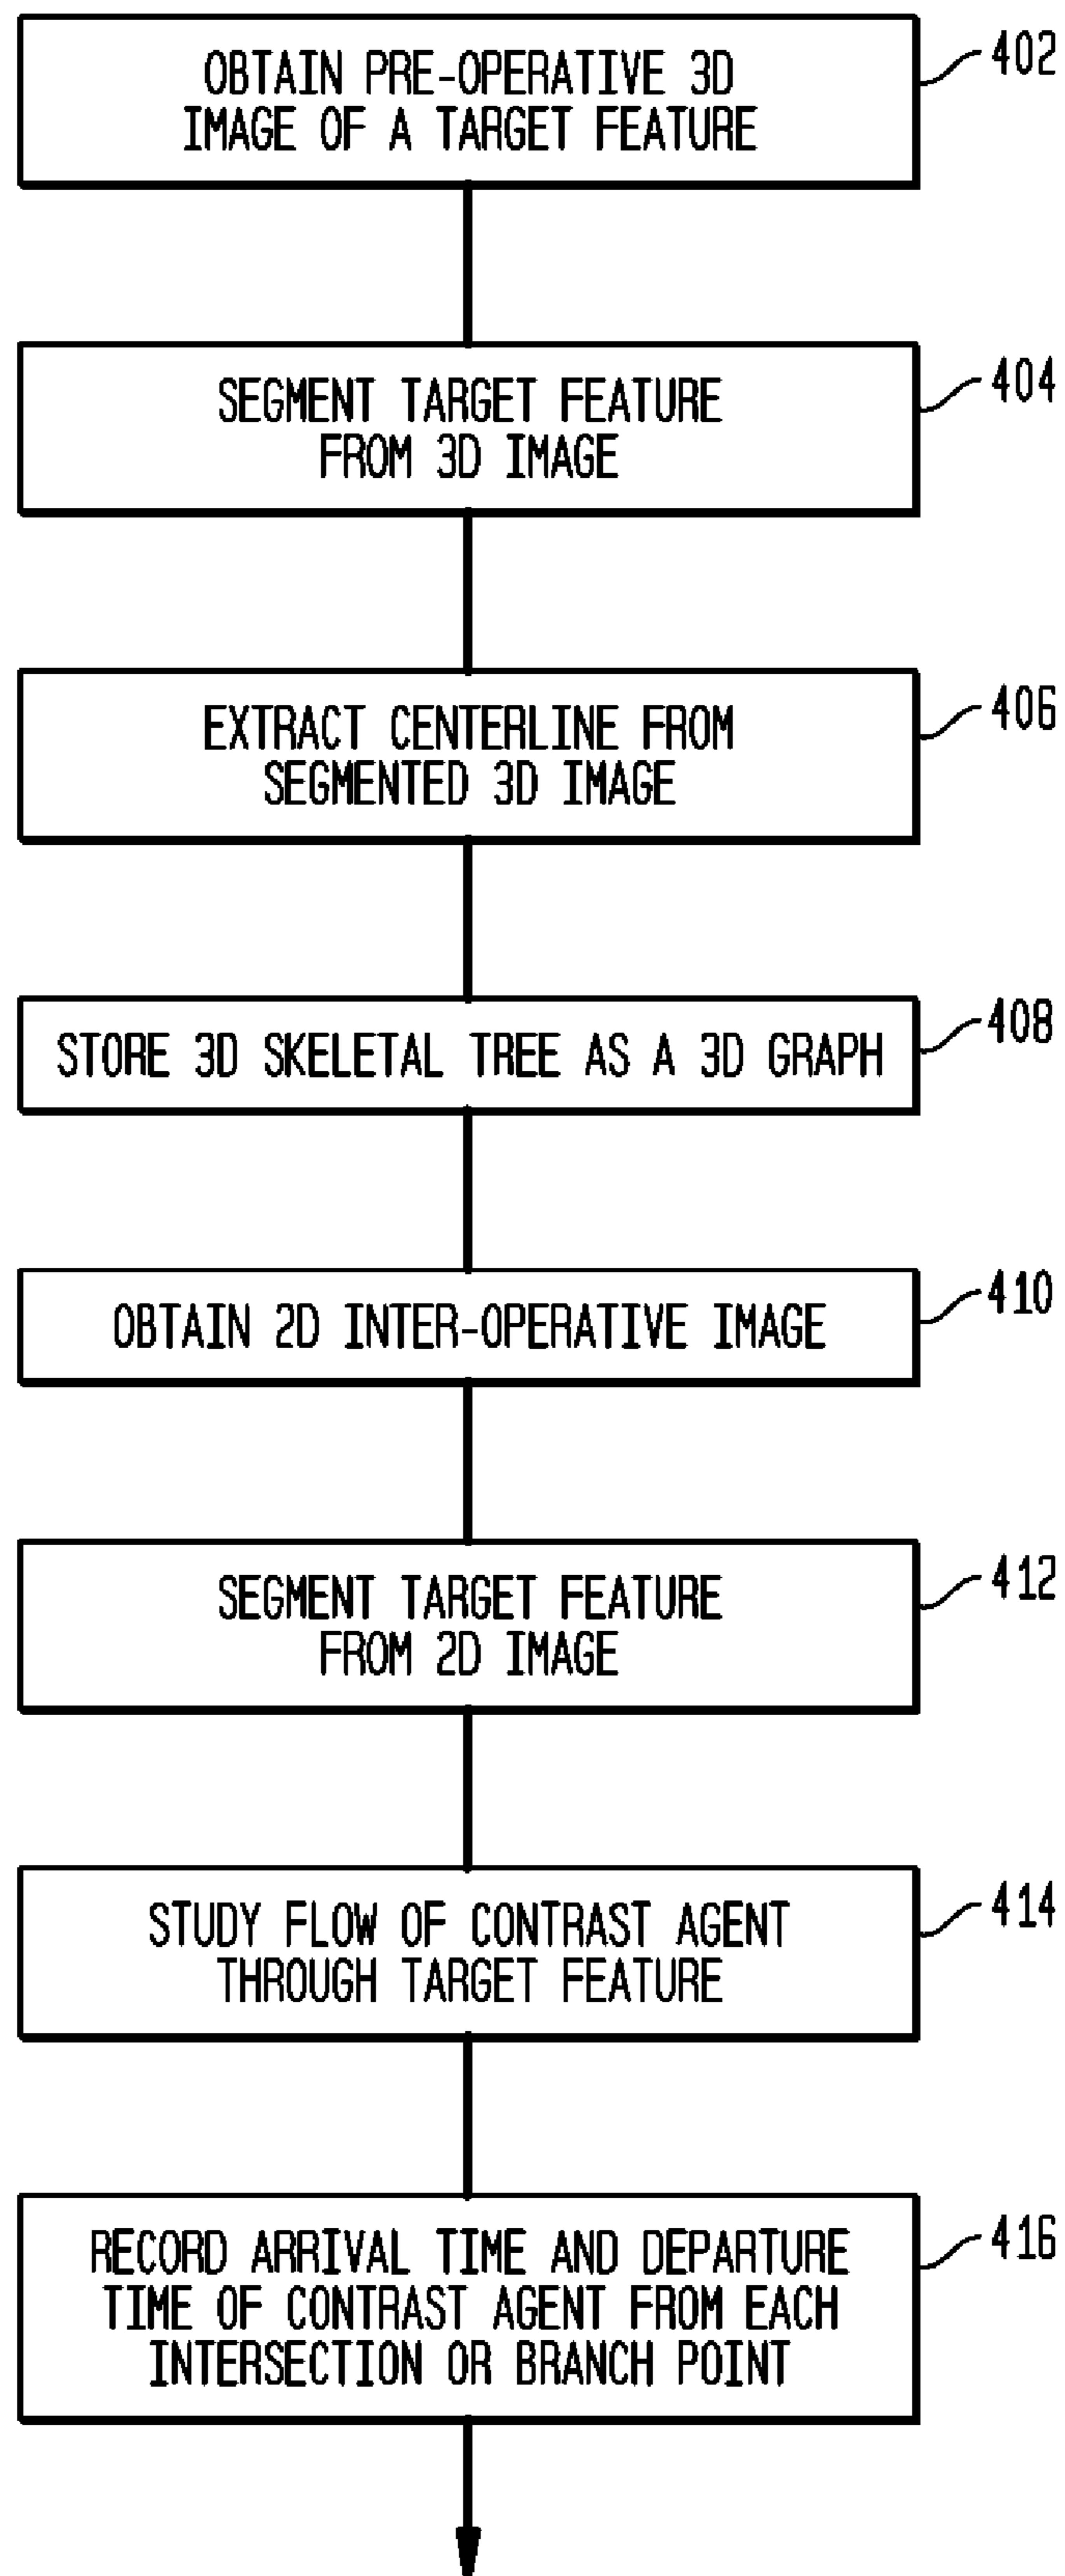 OBTAIN PRE-OPERATIVE 3D
IMAGE OF A TARGET FEATURE
402
SEGMENT TARGET FEATURE
FROM 3D IMAGE
404
EXTRACT CENTERLINE FROM
SEGMENTED 3D IMAGE
406
STORE 3D SKELETAL TREE AS A 3D GRAPH
408
OBTAIN 2D INTER-OPERATIVE IMAGE
410
SEGMENT TARGET FEATURE
FROM 2D IMAGE
412
STUDY FLOW OF CONTRAST AGENT
THROUGH TARGET FEATURE
414
RECORD ARRIVAL TIME AND DEPARTURE
TIME OF CONTRAST AGENT FROM EACH
INTERSECTION OR BRANCH POINT
416